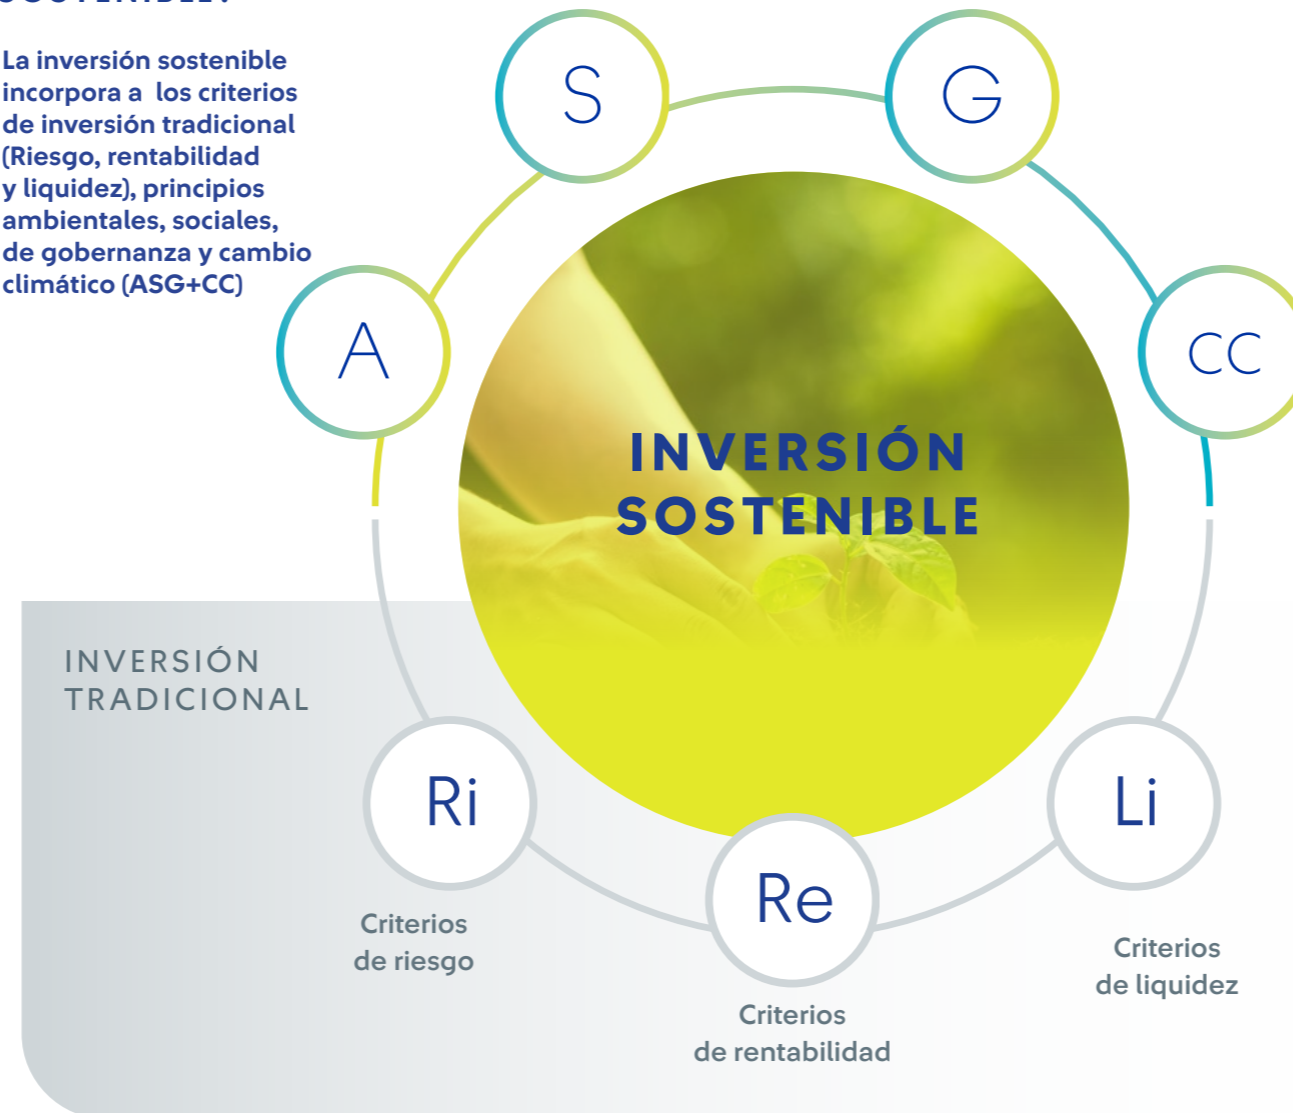 La inversión sostenible
incorpora a los criterios
de inversión tradicional
(Riesgo, rentabilidad
y liquidez), principios
ambientales, sociales,
de gobernanza y cambio
climático (ASG+CC)
S
G
A
CC
INVERSIÓN
SOSTENIBLE
INVERSIÓN
TRADICIONAL
Ri
Re
Li
Criterios
de riesgo
Criterios
de rentabilidad
Criterios
de liquidez